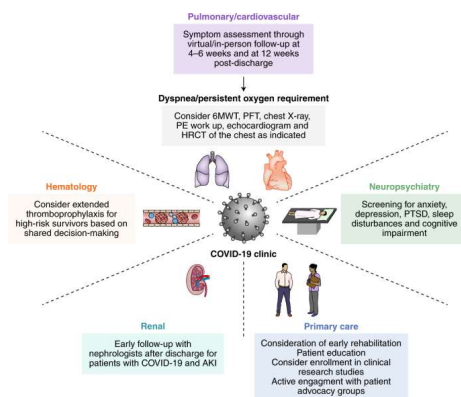 Pulmonary/cardiovascular
Symptom assessment through
virtual/in-person follow-up at
4–6 weeks and at 12 weeks
post-discharge
Dyspnea/persistent oxygen requirement
Consider 6MWT, PFT, chest X-ray,
PE work up, echocardiogram and
HRCT of the chest as indicated
Hematology
Consider extended
thromboprophylaxis for
high-risk survivors based on
shared decision-making
Neuropsychiatry
Screening for anxiety,
depression, PTSD, sleep
disturbances and cognitive
impairment
COVID-19 clinic
Renal
Early follow-up with
nephrologists after discharge for
patients with COVID-19 and AKI
Primary care
Consideration of early rehabilitation
Patient education
Consider enrollment in clinical
research studies
Active engagment with patient
advocacy groups